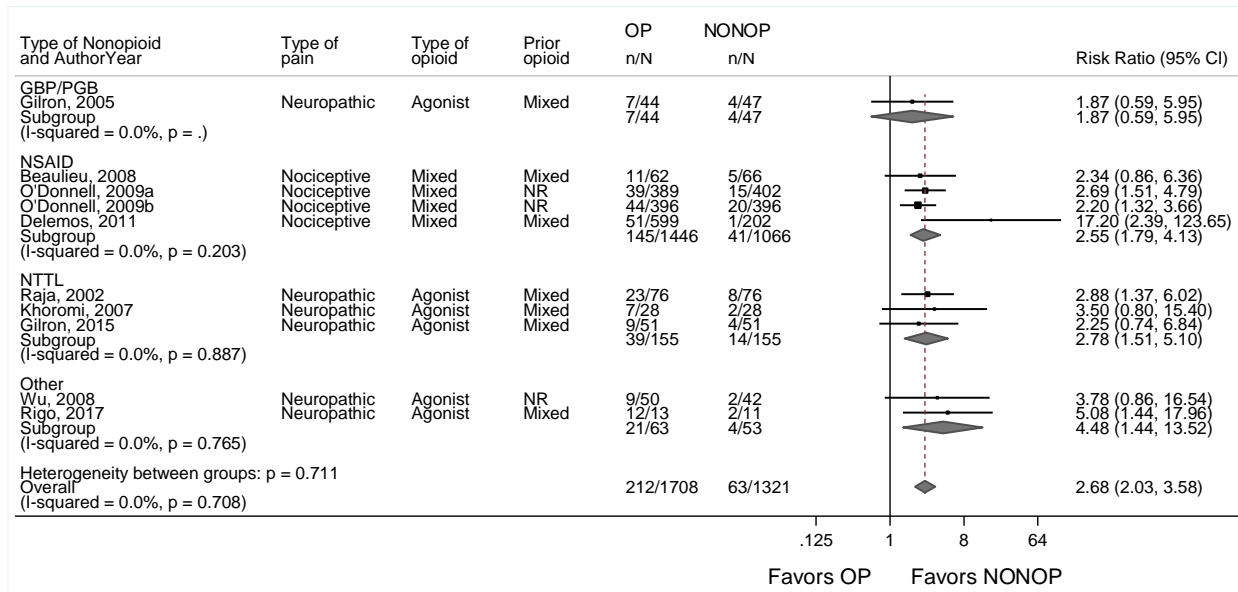 OP NONOP
Type of Nonopioid Type of Type of Prior
and AuthorYear pain opioid opioid n/N n/N Risk Ratio (95% CI)
GBP/PGB
Gilron, 2005 Neuropathic Agonist Mixed 7/44 4/47 1.87 (0.59, 5.95)
Subgroup 7/44 4/47 1.87 (0.59, 5.95)
(I-squared = 0.0%, p = .)
NSAID
Beaulieu, 2008 Nociceptive Mixed Mixed 11/62 5/66 2.34 (0.86, 6.36)
O'Donnell, 2009a Nociceptive Mixed NR 39/389 15/402 2.69 (1.51, 4.79)
O'Donnell, 2009b Nociceptive Mixed NR 44/396 20/396 2.20 (1.32, 3.66)
Delemos, 2011 Nociceptive Mixed Mixed 51/599 1/202 17.20 (2.39, 123.65)
Subgroup 145/1446 41/1066 2.55 (1.79, 4.13)
(I-squared = 0.0%, p = 0.203)
NTTL
Raja, 2002 Neuropathic Agonist Mixed 23/76 8/76 2.88 (1.37, 6.02)
Khoromi, 2007 Neuropathic Agonist Mixed 7/28 2/28 3.50 (0.80, 15.40)
Gilron, 2015 Neuropathic Agonist Mixed 9/51 4/51 2.25 (0.74, 6.84)
Subgroup 39/155 14/155 2.78 (1.51, 5.10)
(I-squared = 0.0%, p = 0.887)
Other
Wu, 2008 Neuropathic Agonist NR 9/50 2/42 3.78 (0.86, 16.54)
Rigo, 2017 Neuropathic Agonist Mixed 12/13 2/11 5.08 (1.44, 17.96)
Subgroup 21/63 4/53 4.48 (1.44, 13.52)
(I-squared = 0.0%, p = 0.765)
Heterogeneity between groups: p = 0.711
Overall 212/1708 63/1321 2.68 (2.03, 3.58)
(I-squared = 0.0%, p = 0.708)
.125 1 8 64
Favors OP Favors NONOP